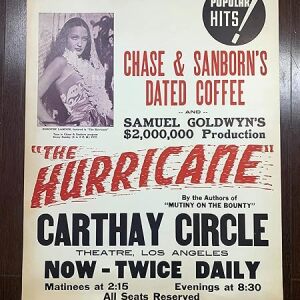 POPULAR
HITS!
CHASE & SANBORN'S
DATED COFFEE
-- AND --
SAMUEL GOLDWYN'S
$2,000,000 Production
"THE
HURRICANE"
By the Authors of
"MUTINY ON THE BOUNTY"
CARTHAY CIRCLE
THEATRE, LOS ANGELES
NOW - TWICE DAILY
Matinees at 2:15 Evenings at 8:30
All Seats Reserved